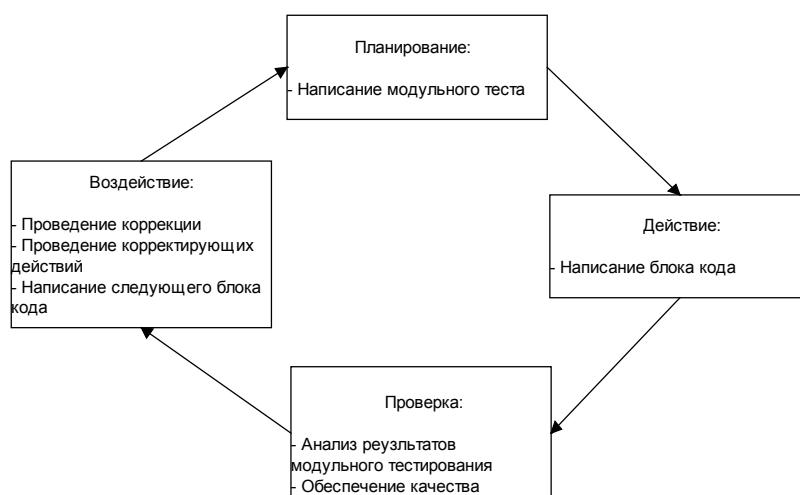 Планирование:
- Написание модульного теста
Воздействие:
- Проведение коррекции
- Проведение корректирующих
действий
- Написание следующего блока
кода
Действие:
- Написание блока кода
Проверка:
- Анализ реузльтатов
модульного тестирования
- Обеспечение качества